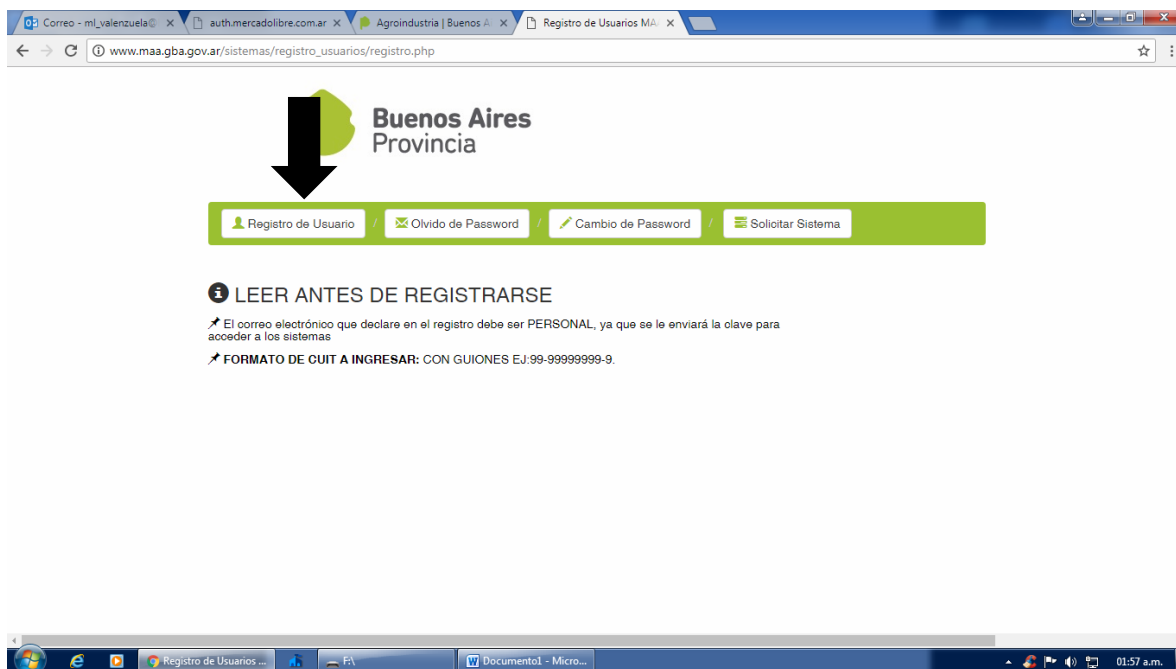 Correo - ml_valenzuela©
auth.mercadolibre.com.ar
Agroindustria | Buenos A
Registro de Usuarios MA
www.maa.gba.gov.ar/sistemas/registro_usuarios/registro.php
Buenos Aires
Provincia
Registro de Usuario / Olvido de Password / Cambio de Password / Solicitar Sistema
LEER ANTES DE REGISTRARSE
El correo electrónico que declare en el registro debe ser PERSONAL, ya que se le enviará la clave para
acceder a los sistemas
FORMATO DE CUIT A INGRESAR: CON GUIONES EJ:99-99999999-9.
Registro de Usuarios ...
F:\
Documento1 - Micro...
01:57 a.m.